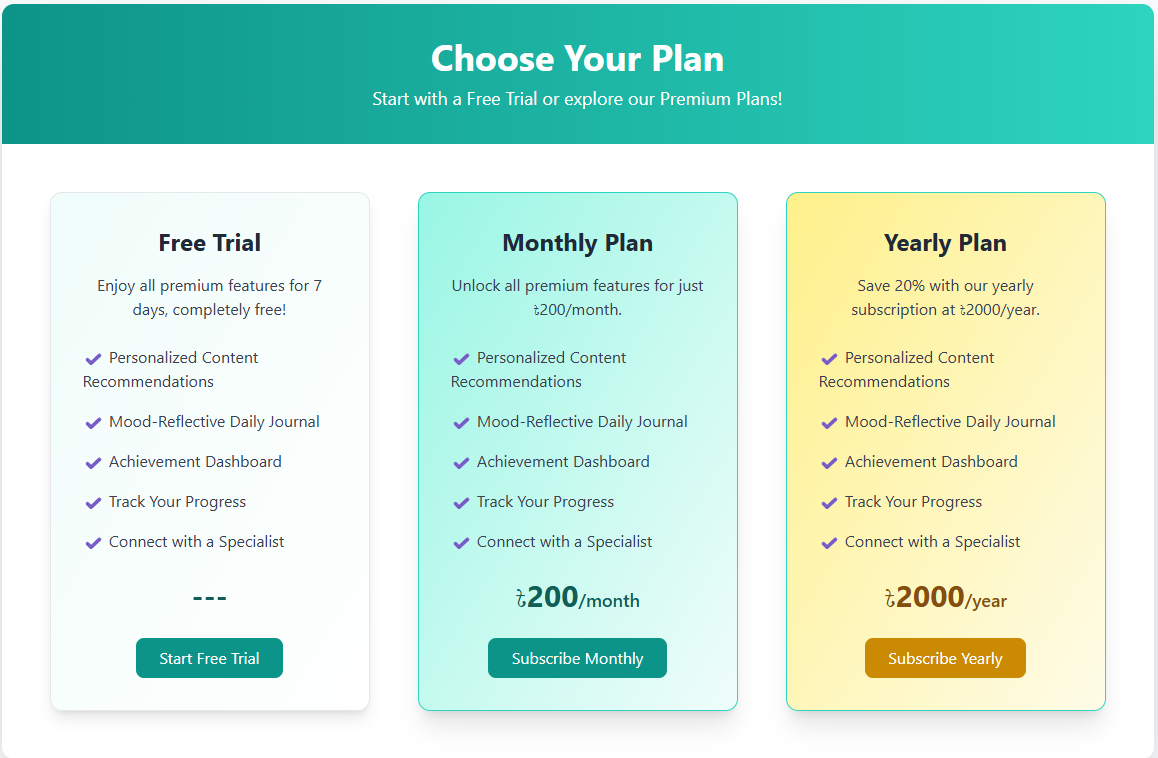 Choose Your Plan
Start with a Free Trial or explore our Premium Plans!
Free Trial
Enjoy all premium features for 7
days, completely free!
Personalized Content
Recommendations
Mood-Reflective Daily Journal
Achievement Dashboard
Track Your Progress
Connect with a Specialist
---
Start Free Trial
Monthly Plan
Unlock all premium features for just
৳200/month.
Personalized Content
Recommendations
Mood-Reflective Daily Journal
Achievement Dashboard
Track Your Progress
Connect with a Specialist
৳200/month
Subscribe Monthly
Yearly Plan
Save 20% with our yearly
subscription at ৳2000/year.
Personalized Content
Recommendations
Mood-Reflective Daily Journal
Achievement Dashboard
Track Your Progress
Connect with a Specialist
৳2000/year
Subscribe Yearly